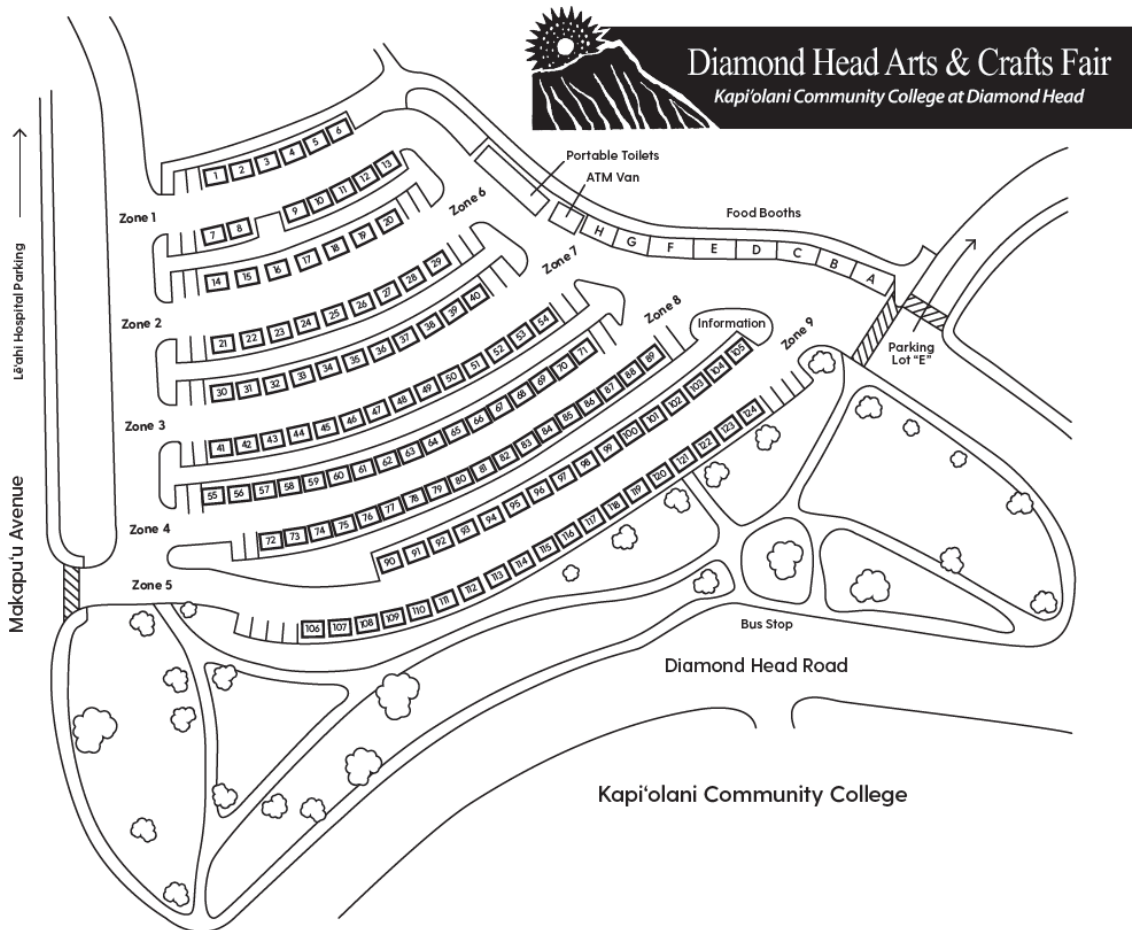 Diamond Head Arts & Crafts Fair
Kapi'olani Community College at Diamond Head
Portable Toilets
ATM Van
Food Booths
H G F E D C B A
Parking
Lot "E"
Lē'ahi Hospital Parking
Makapu'u Avenue
Zone 1
Zone 2
Zone 3
Zone 4
Zone 5
Zone 6
Zone 7
Zone 8
Zone 9
Information
1 2 3 4 5 6
7 8 9 10 11 12 13
14 15 16 17 18 19 20
21 22 23 24 25 26 27 28 29
30 31 32 33 34 35 36 37 38 39 40
41 42 43 44 45 46 47 48 49 50 51 52 53 54
55 56 57 58 59 60 61 62 63 64 65 66 67 68 69 70 71
72 73 74 75 76 77 78 79 80 81 82 83 84 85 86 87 88 89
90 91 92 93 94 95 96 97 98 99 100 101 102 103 104 105
106 107 108 109 110 111 112 113 114 115 116 117 118 119 120 121 122 123 124
Bus Stop
Diamond Head Road
Kapi'olani Community College